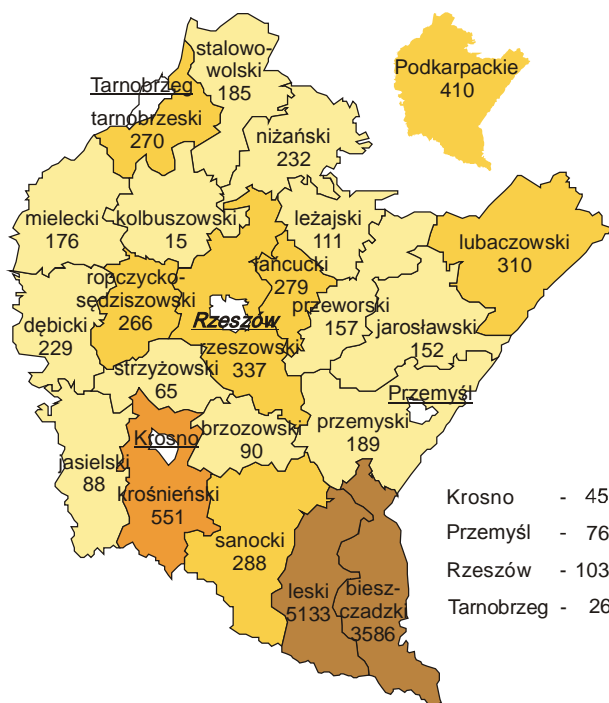 stalowo-
wolski
185
Podkarpackie
410
Tarnobrzeg
tarnobrzeski
270
niżański
232
mielecki
176
kolbuszowski
15
leżajski
111
lubaczowski
310
ropczycko-
sędziszowski
266
łańcucki
279
przeworski
157
jarosławski
152
dębicki
229
Rzeszów
rzeszowski
337
strzyżowski
65
Przemyśl
przemyski
189
Krosno
brzozowski
90
jasielski
88
krośnieński
551
sanocki
288
leski
5133
biesz-
czadzki
3586
Krosno - 45
Przemyśl - 76
Rzeszów - 103
Tarnobrzeg - 26